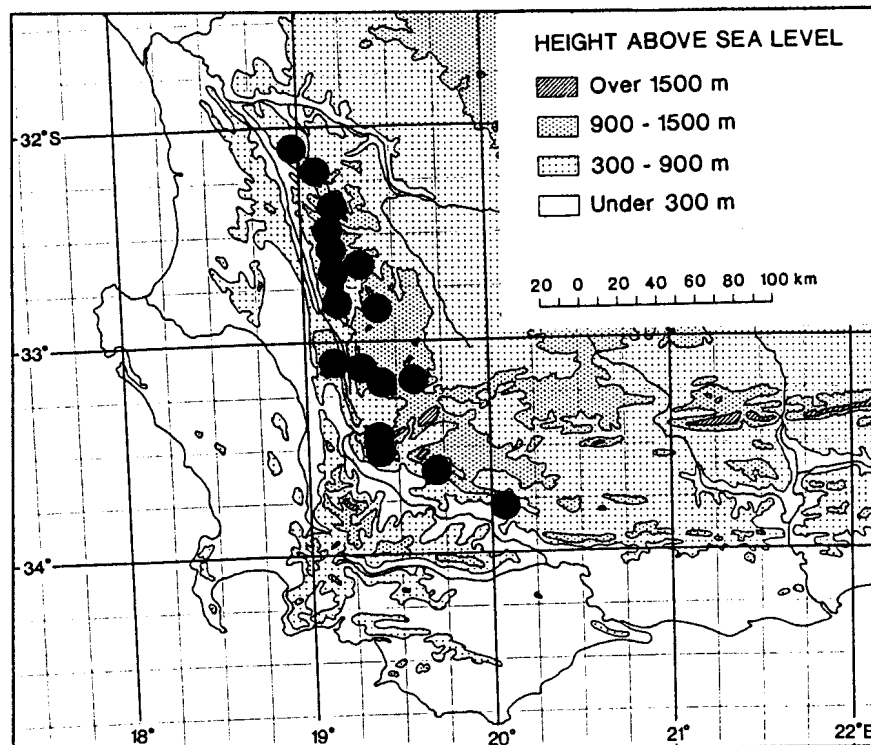 HEIGHT ABOVE SEA LEVEL
Over 1500 m
900 - 1500 m
300 - 900 m
Under 300 m
20 0 20 40 60 80 100 km
32°S
33°
34°
18° 19° 20° 21° 22°E